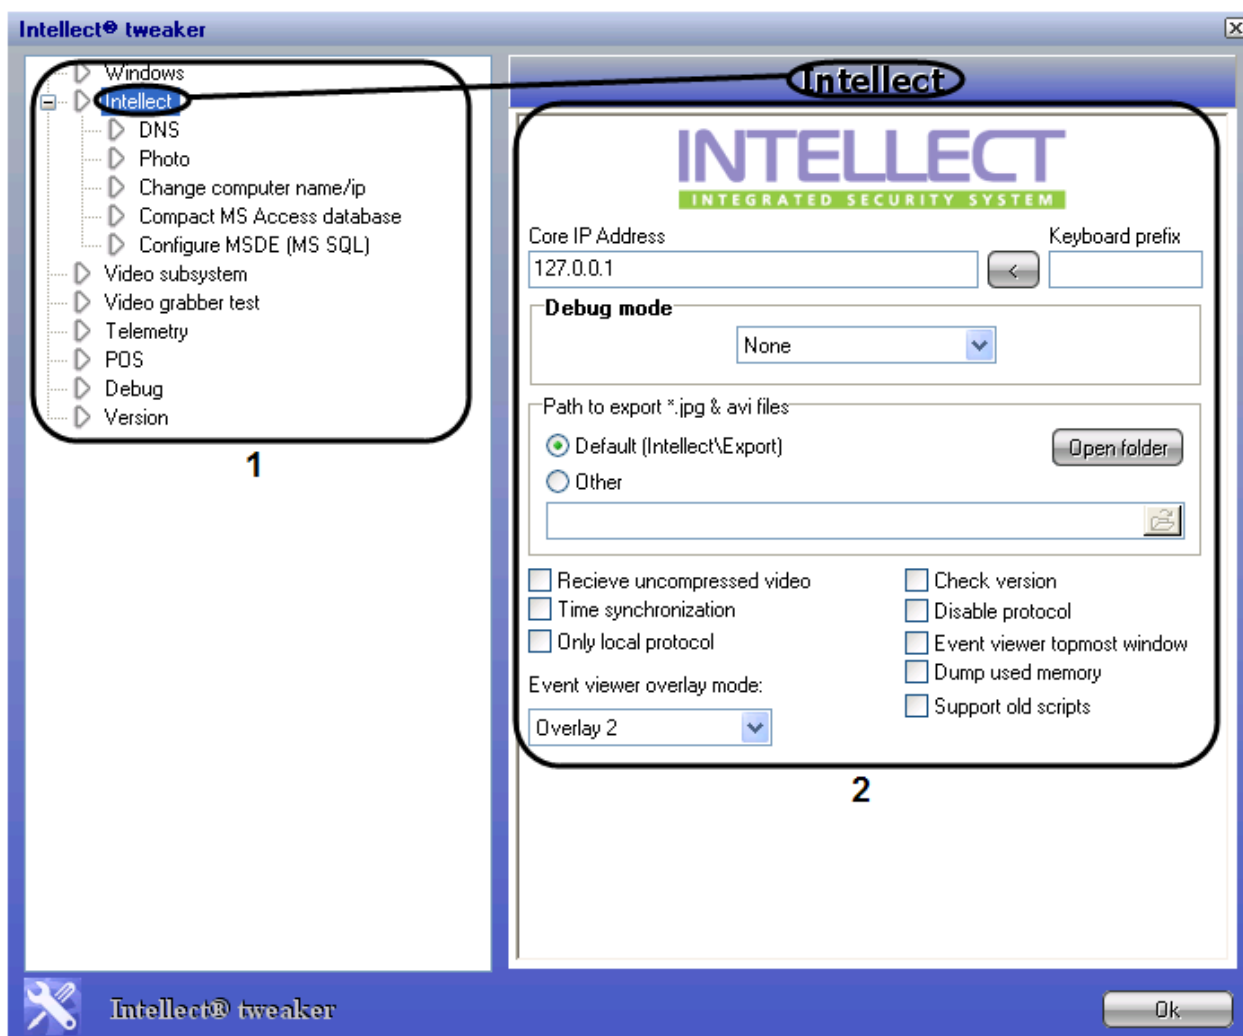 Intellect® tweaker
Windows
Intellect
DNS
Photo
Change computer name/ip
Compact MS Access database
Configure MSDE (MS SQL)
Video subsystem
Video grabber test
Telemetry
POS
Debug
Version
1
Intellect
INTELLECT
INTEGRATED SECURITY SYSTEM
Core IP Address
Keyboard prefix
127.0.0.1
<
Debug mode
None
Path to export *.jpg & avi files
Default (Intellect\Export)
Open folder
Other
Recieve uncompressed video
Check version
Time synchronization
Disable protocol
Only local protocol
Event viewer topmost window
Dump used memory
Event viewer overlay mode:
Support old scripts
Overlay 2
2
Intellect® tweaker
Ok